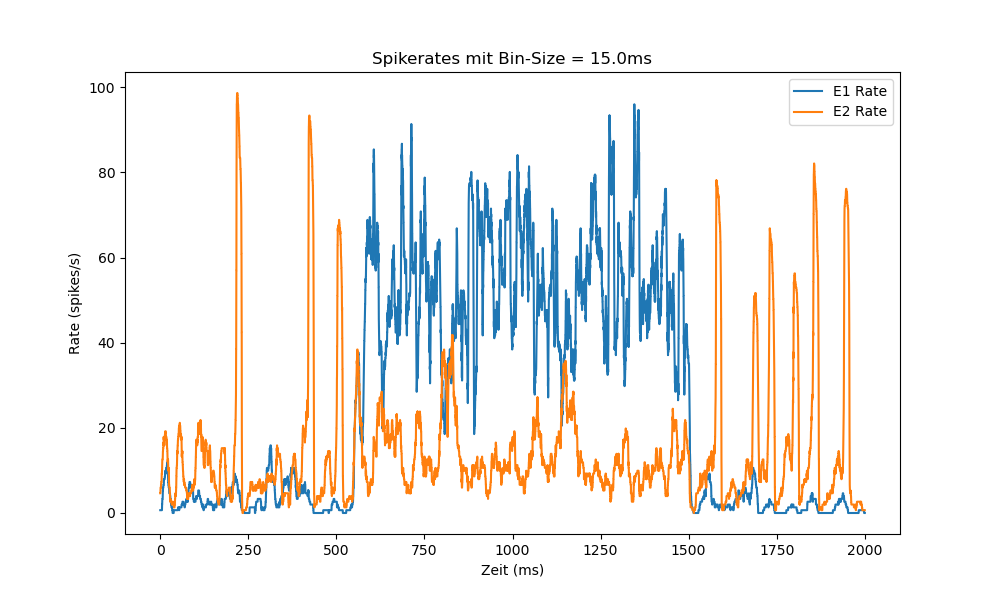 Spikerates mit Bin-Size = 15.0ms
E1 Rate
E2 Rate
100
80
60
40
20
0
Rate (spikes/s)
0 250 500 750 1000 1250 1500 1750 2000
Zeit (ms)